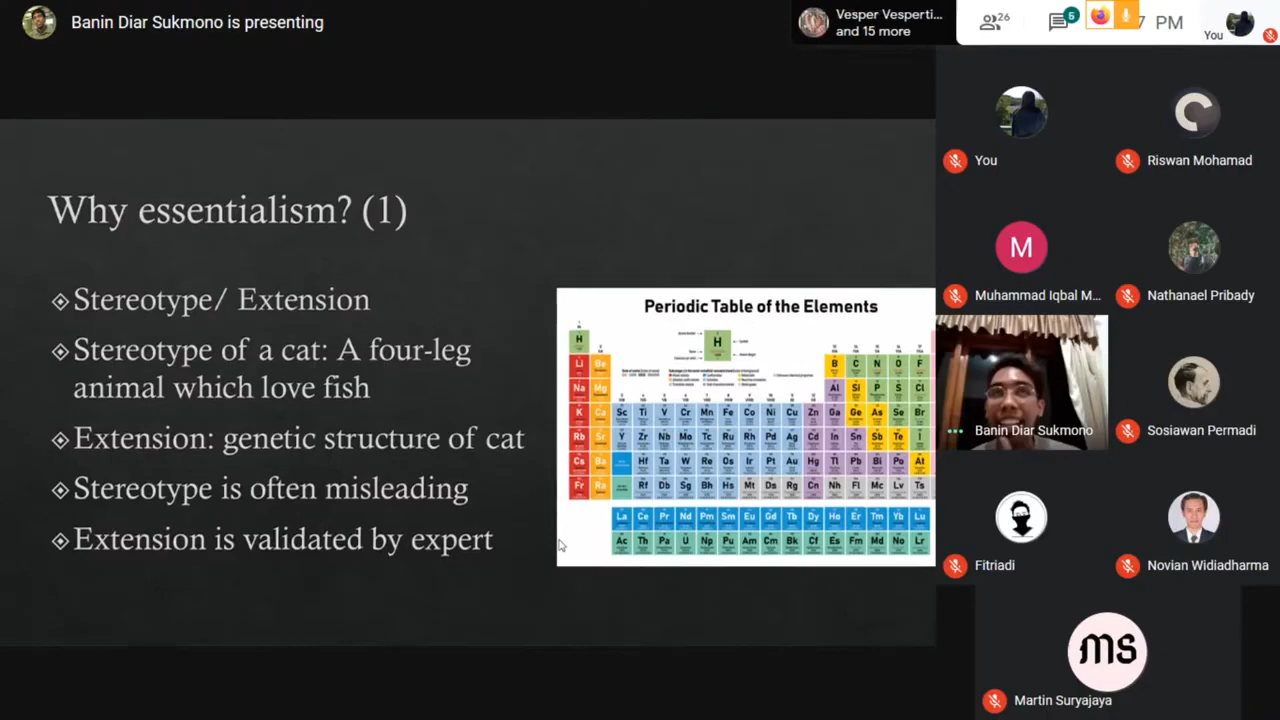 Banin Diar Sukmono is presenting
Vesper Vesperti...
and 15 more
26
5
7 PM
You
Why essentialism? (1)
Stereotype/ Extension
Stereotype of a cat: A four-leg
animal which love fish
Extension: genetic structure of cat
Stereotype is often misleading
Extension is validated by expert
Periodic Table of the Elements
H
H
Li Be B C N O F
Na Mg Al Si P S Cl
K Ca Sc Ti V Cr Mn Fe Co Ni Cu Zn Ga Ge As Se Br
Rb Sr Y Zr Nb Mo Tc Ru Rh Pd Ag Cd In Sn Sb Te I
Cs Ba Hf Ta W Re Os Ir Pt Au Hg Tl Pb Bi Po At
Fr Ra Rf Db Sg Bh Hs Mt Ds Rg Cn Nh Fl Mc Lv Ts
La Ce Pr Nd Pm Sm Eu Gd Tb Dy Ho Er Tm Yb Lu
Ac Th Pa U Np Pu Am Cm Bk Cf Es Fm Md No Lr
You
Riswan Mohamad
M
Muhammad Iqbal M...
Nathanael Pribady
Banin Diar Sukmono
Sosiawan Permadi
Fitriadi
Novian Widiadharma
MS
Martin Suryajaya